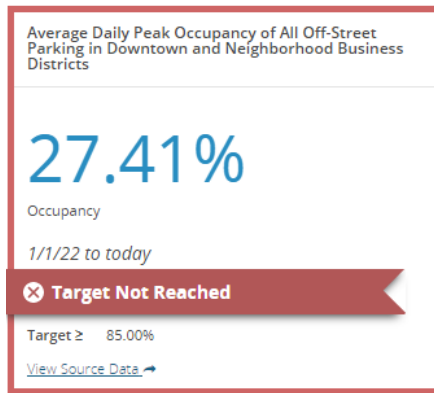 Average Daily Peak Occupancy of All Off-Street
Parking in Downtown and Neighborhood Business
Districts
27.41%
Occupancy
1/1/22 to today
Target Not Reached
Target ≥ 85.00%
View Source Data